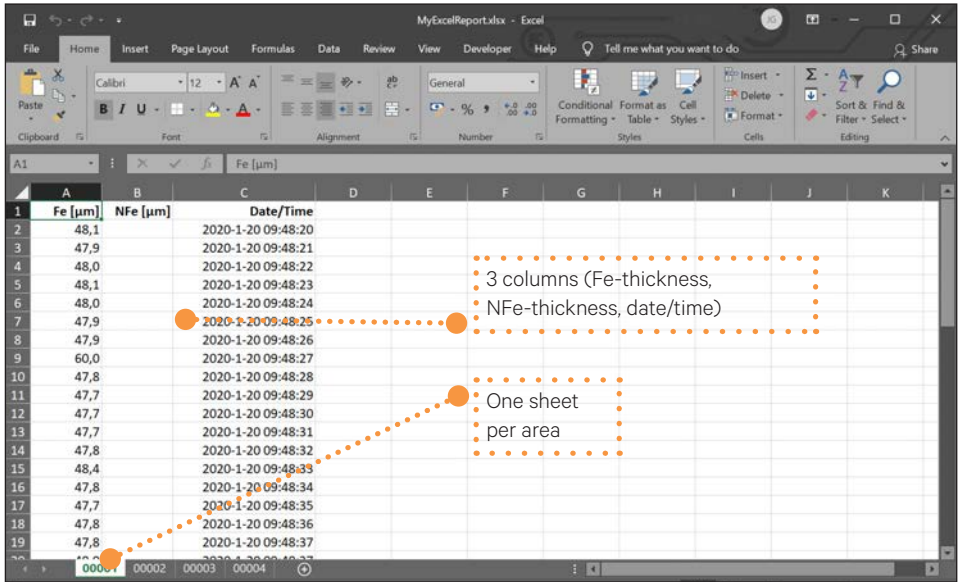 MyExcelReport.xlsx - Excel
JG
File Home Insert Page Layout Formulas Data Review View Developer Help Tell me what you want to do Share
Paste
Clipboard
Calibri 12 A A
B I U A
Font
ab
Alignment
General
% ,
Number
Conditional Formatting
Format as Table
Cell Styles
Styles
Insert
Delete
Format
Cells
Sort & Filter
Find & Select
Editing
A1 fx Fe [µm]
A B C D E F G H I J K
1 Fe [µm] NFe [µm] Date/Time
2 48,1 2020-1-20 09:48:20
3 47,9 2020-1-20 09:48:21
4 48,0 2020-1-20 09:48:22
5 48,1 2020-1-20 09:48:23
6 48,0 2020-1-20 09:48:24
7 47,9 2020-1-20 09:48:25
8 47,9 2020-1-20 09:48:26
9 60,0 2020-1-20 09:48:27
10 47,8 2020-1-20 09:48:28
11 47,7 2020-1-20 09:48:29
12 47,7 2020-1-20 09:48:30
13 47,7 2020-1-20 09:48:31
14 47,8 2020-1-20 09:48:32
15 48,4 2020-1-20 09:48:33
16 47,8 2020-1-20 09:48:34
17 47,7 2020-1-20 09:48:35
18 47,8 2020-1-20 09:48:36
19 47,8 2020-1-20 09:48:37
3 columns (Fe-thickness,
NFe-thickness, date/time)
One sheet
per area
00001 00002 00003 00004